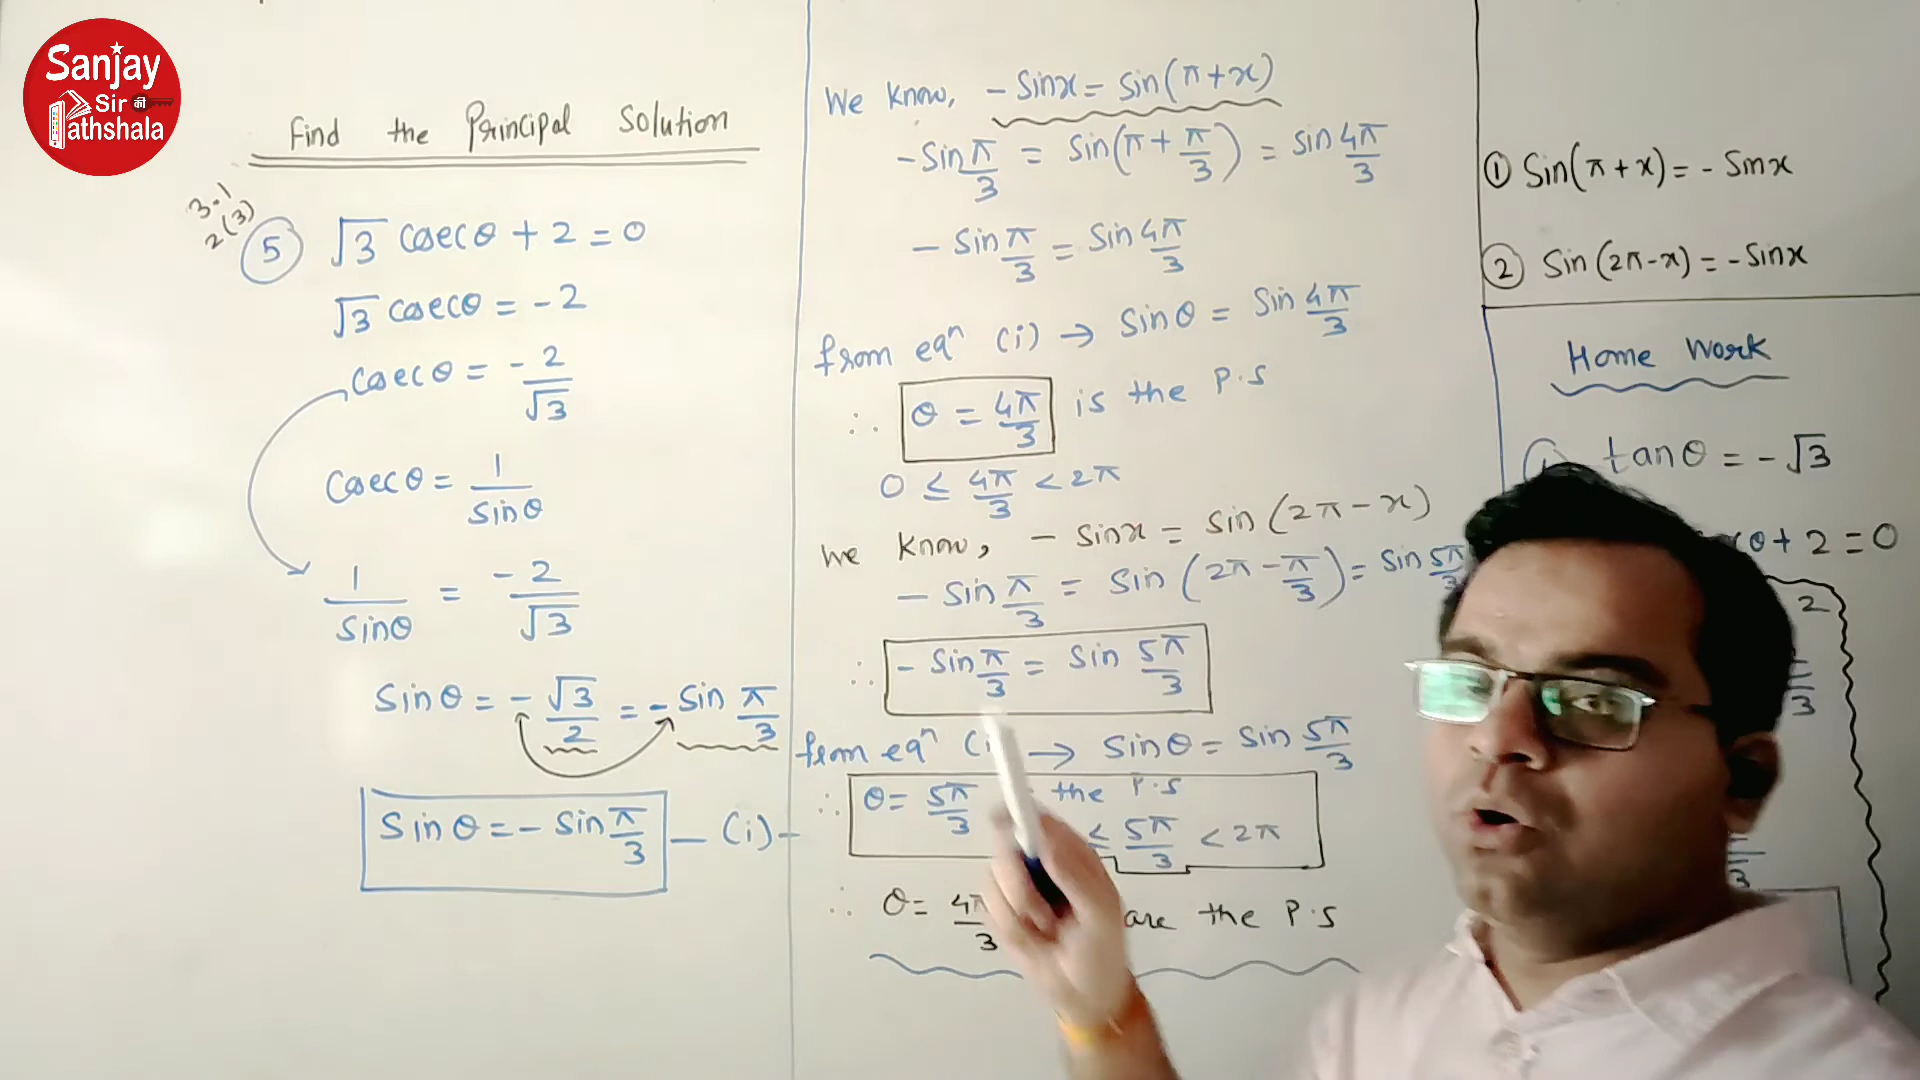 Sanjay
Sir की
Pathshala
Find the Principal Solution
3.1
2(3)
⑤ √3 cosecθ + 2 = 0
√3 cosecθ = -2
cosecθ = -2/√3
cosecθ = 1/sinθ
1/sinθ = -2/√3
sinθ = -√3/2 = - sin π/3
sinθ = - sin π/3 — (i) -
We know, - sinx = sin(π+x)
- sin π/3 = sin(π + π/3) = sin 4π/3
- sin π/3 = sin 4π/3
from eqⁿ (i) → sinθ = sin 4π/3
∴ θ = 4π/3 is the P.S
0 ≤ 4π/3 < 2π
We know, - sinx = sin(2π-x)
- sin π/3 = sin(2π - π/3) = sin 5π/3
∴ - sin π/3 = sin 5π/3
from eqⁿ (i → sinθ = sin 5π/3
∴ θ = 5π/3 the P.S
≤ 5π/3 < 2π
∴ θ = 4π/3 are the P.S
① Sin(π+x) = - Sinx
② Sin(2π-x) = - Sinx
Home Work
tanθ = -√3
θ + 2 = 0
2
3
3